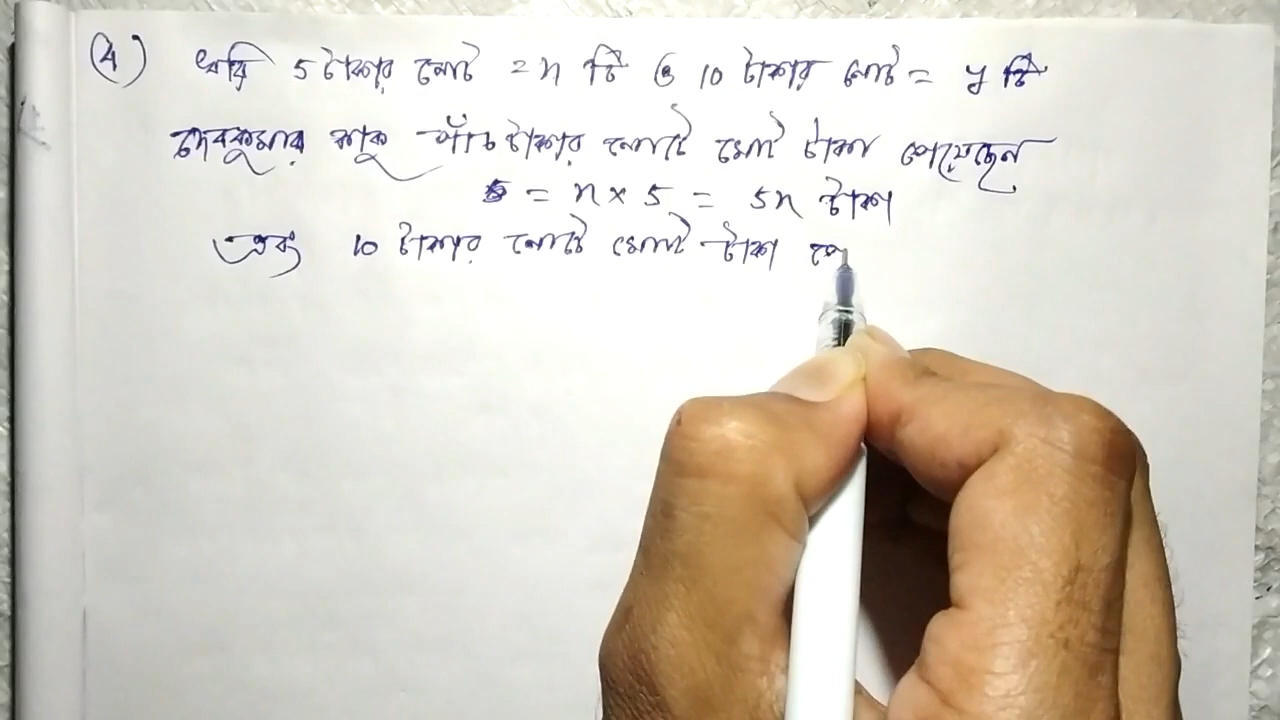 (4) ধরি 5 টাকার নোট = x টি ও 10 টাকার নোট = y টি
দেবকুমার কাকু পাঁচ টাকার নোটে মোট টাকা পেয়েছেন
= x × 5 = 5x টাকা
এবং 10 টাকার নোটে মোট টাকা পে